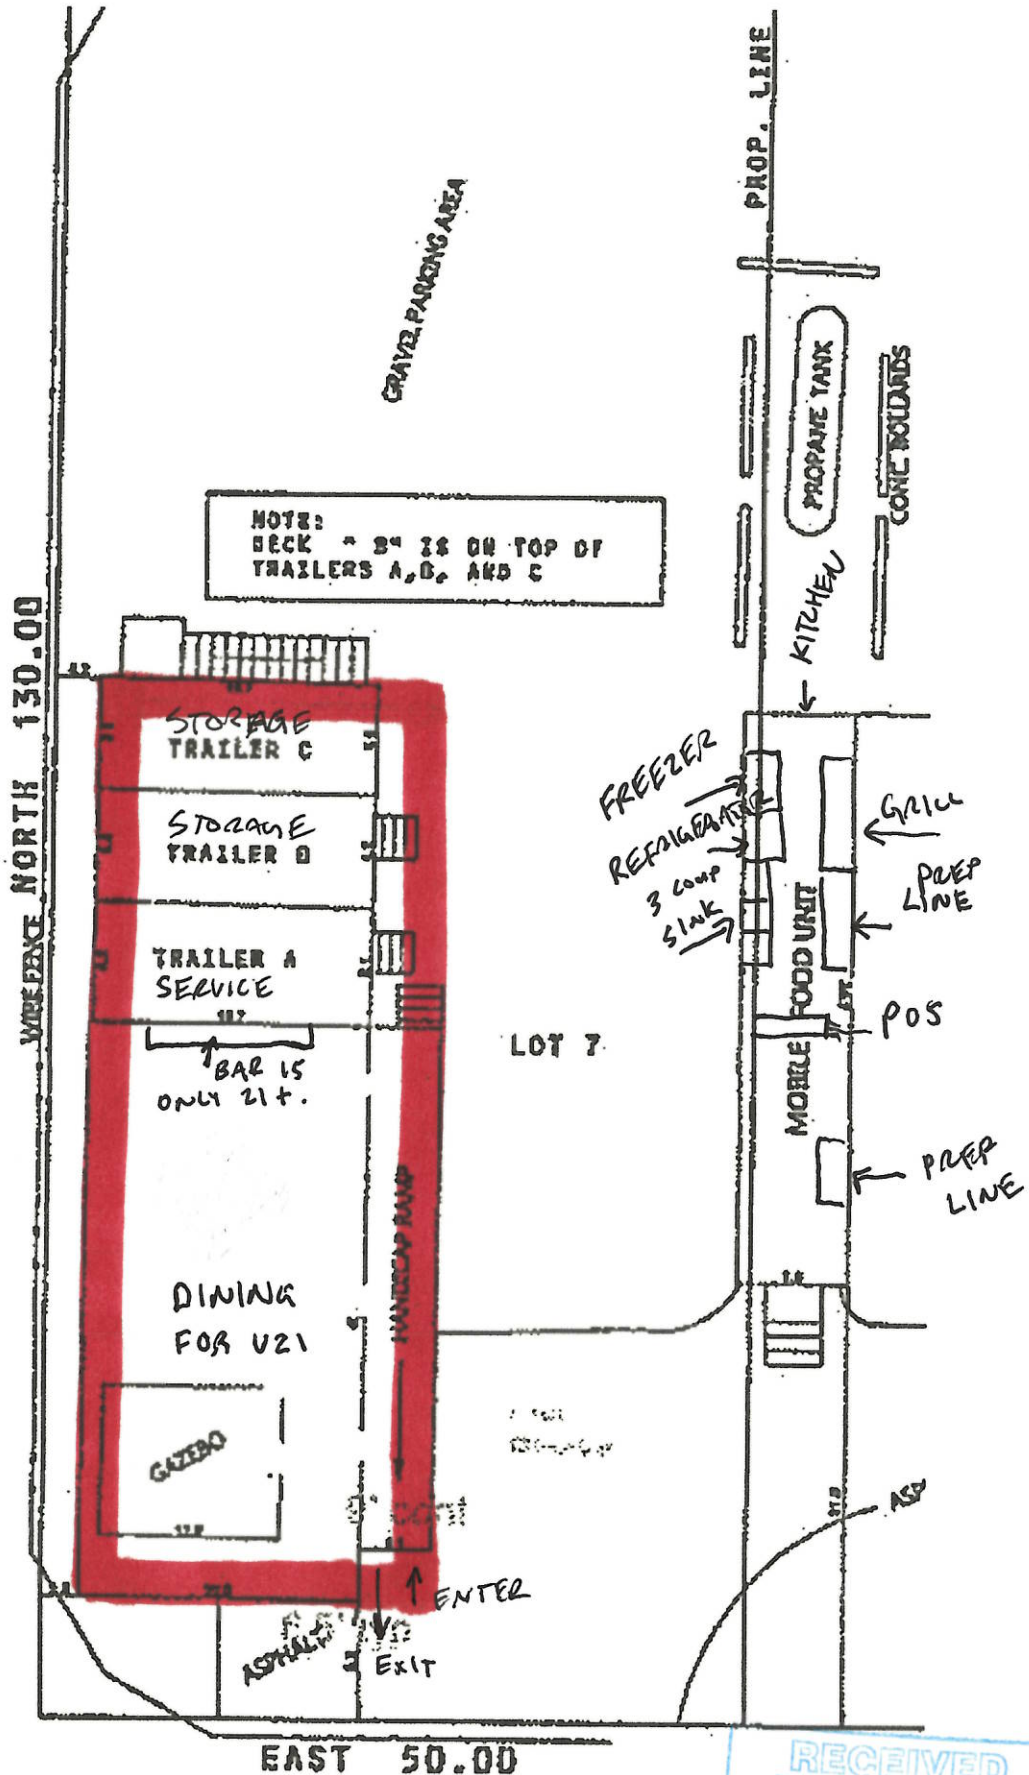 PROP. LINE
GRAVEL PARKING AREA
PROPANE TANK
CONC. BOLLARDS
NOTE:
DECK "B" IS ON TOP OF
TRAILERS A, B, AND C
KITCHEN
WIRE FENCE NORTH 130.00
STORAGE
TRAILER C
STORAGE
TRAILER B
TRAILER A
SERVICE
BAR IS
ONLY 21+.
DINING
FOR U21
GAZEBO
HANDICAP RAMP
LOT 7
FREEZER
REFRIGERATOR
3 COMP
SINK
GRILL
PREP
LINE
MOBILE FOOD UNIT
POS
PREP
LINE
ENTER
EXIT
ASPHALT
ASP
EAST 50.00
RECEIVED